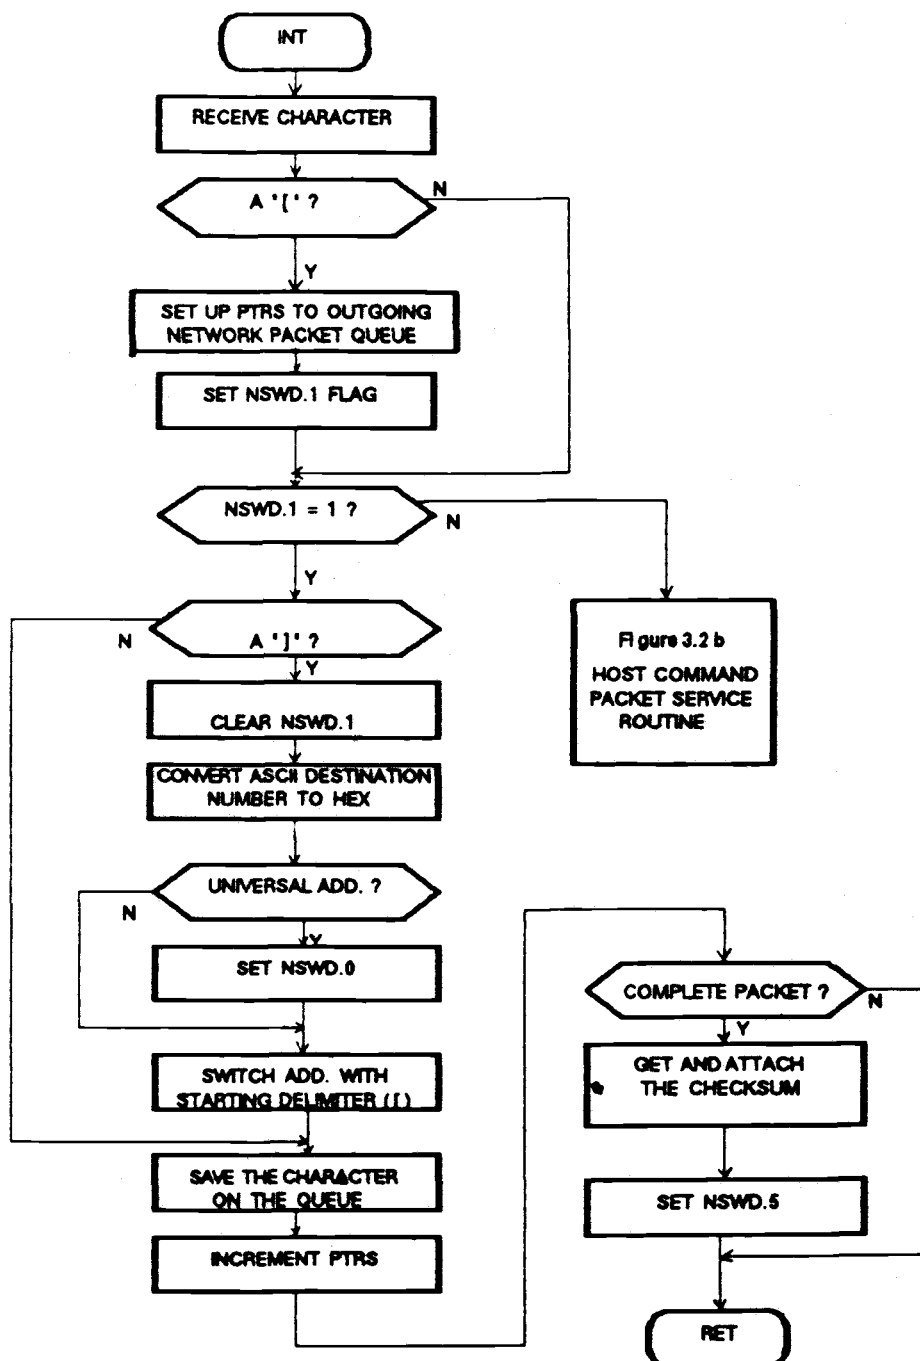 INT
RECEIVE CHARACTER
A '[' ?
N
Y
SET UP PTRS TO OUTGOING
NETWORK PACKET QUEUE
SET NSWD.1 FLAG
NSWD.1 = 1 ?
N
Y
A ']' ?
N
Y
CLEAR NSWD.1
CONVERT ASCII DESTINATION
NUMBER TO HEX
UNIVERSAL ADD. ?
N
Y
SET NSWD.0
SWITCH ADD. WITH
STARTING DELIMITER ([)
SAVE THE CHARACTER
ON THE QUEUE
INCREMENT PTRS
Figure 3.2 b
HOST COMMAND
PACKET SERVICE
ROUTINE
COMPLETE PACKET ?
N
Y
GET AND ATTACH
THE CHECKSUM
SET NSWD.5
RET